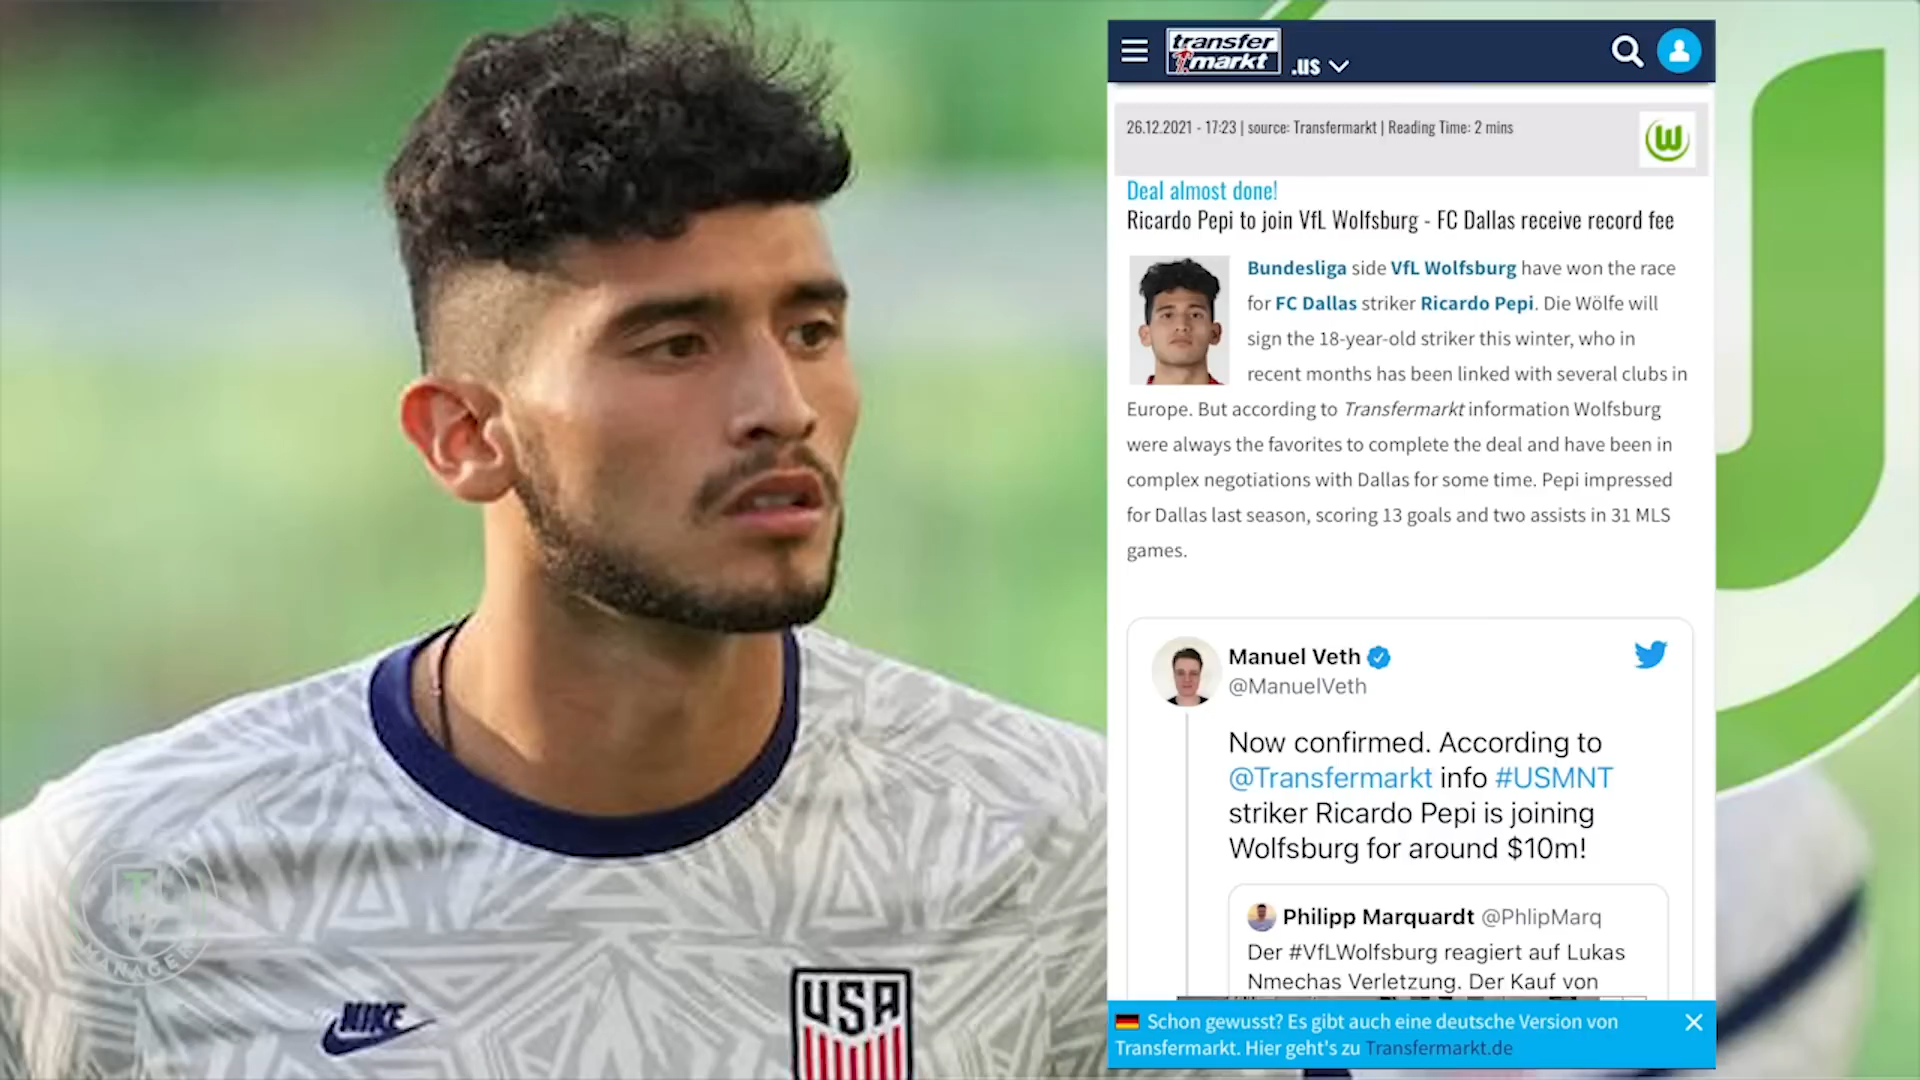 transfer
markt
.us
26.12.2021 - 17:23 | source: Transfermarkt | Reading Time: 2 mins
W
Deal almost done!
Ricardo Pepi to join VfL Wolfsburg - FC Dallas receive record fee
Bundesliga side VfL Wolfsburg have won the race
for FC Dallas striker Ricardo Pepi. Die Wölfe will
sign the 18-year-old striker this winter, who in
recent months has been linked with several clubs in
Europe. But according to Transfermarkt information Wolfsburg
were always the favorites to complete the deal and have been in
complex negotiations with Dallas for some time. Pepi impressed
for Dallas last season, scoring 13 goals and two assists in 31 MLS
games.
Manuel Veth
@ManuelVeth
Now confirmed. According to
@Transfermarkt info #USMNT
striker Ricardo Pepi is joining
Wolfsburg for around $10m!
Philipp Marquardt @PhlipMarq
Der #VfLWolfsburg reagiert auf Lukas
Nmechas Verletzung. Der Kauf von
Schon gewusst? Es gibt auch eine deutsche Version von
Transfermarkt. Hier geht's zu Transfermarkt.de
NIKE
USA
MANAGER